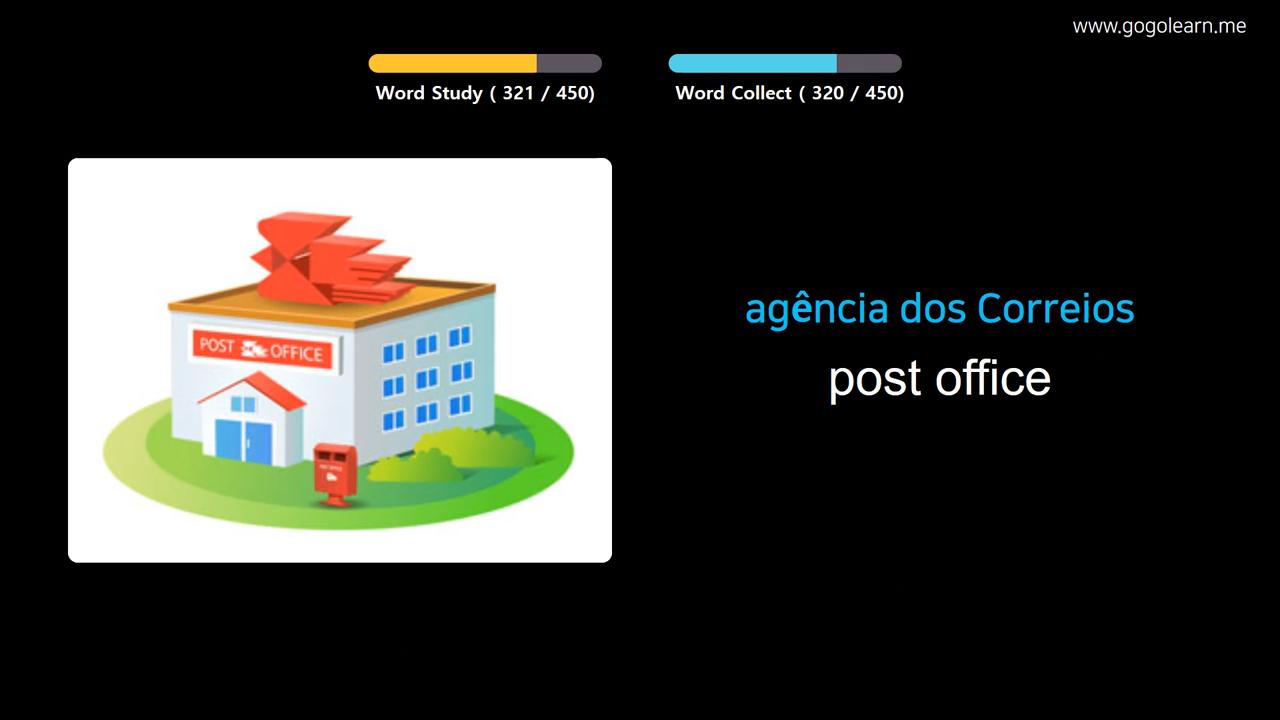 www.gogolearn.me
Word Study ( 321 / 450)
Word Collect ( 320 / 450)
POST OFFICE
agência dos Correios
post office